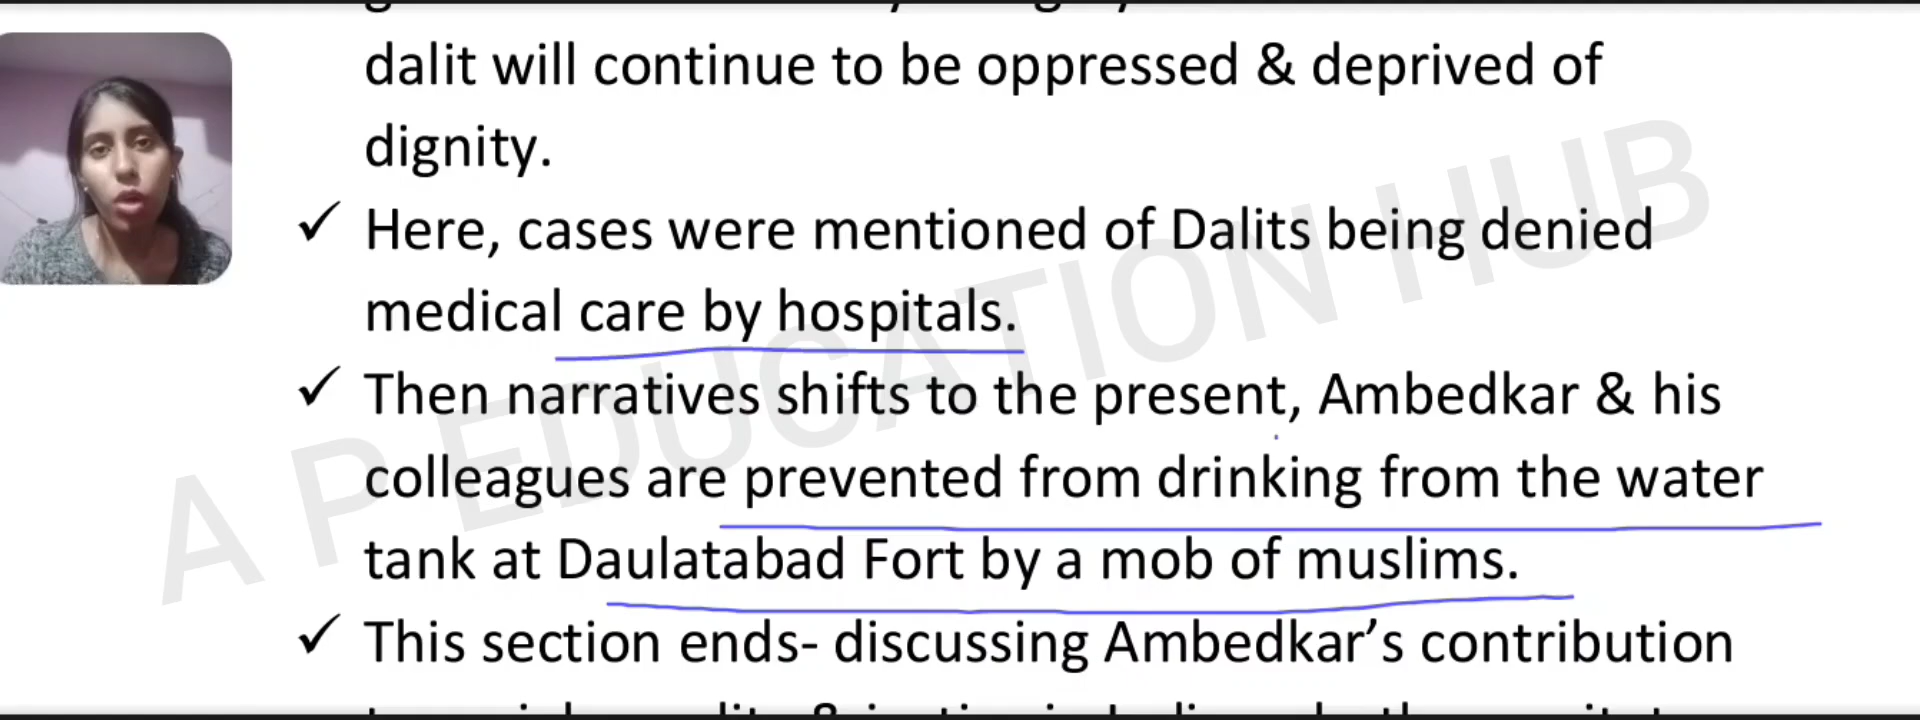 dalit will continue to be oppressed & deprived of
dignity.
✓ Here, cases were mentioned of Dalits being denied
medical care by hospitals.
✓ Then narratives shifts to the present, Ambedkar & his
colleagues are prevented from drinking from the water
tank at Daulatabad Fort by a mob of muslims.
✓ This section ends- discussing Ambedkar's contribution
A P EDUCATION HUB